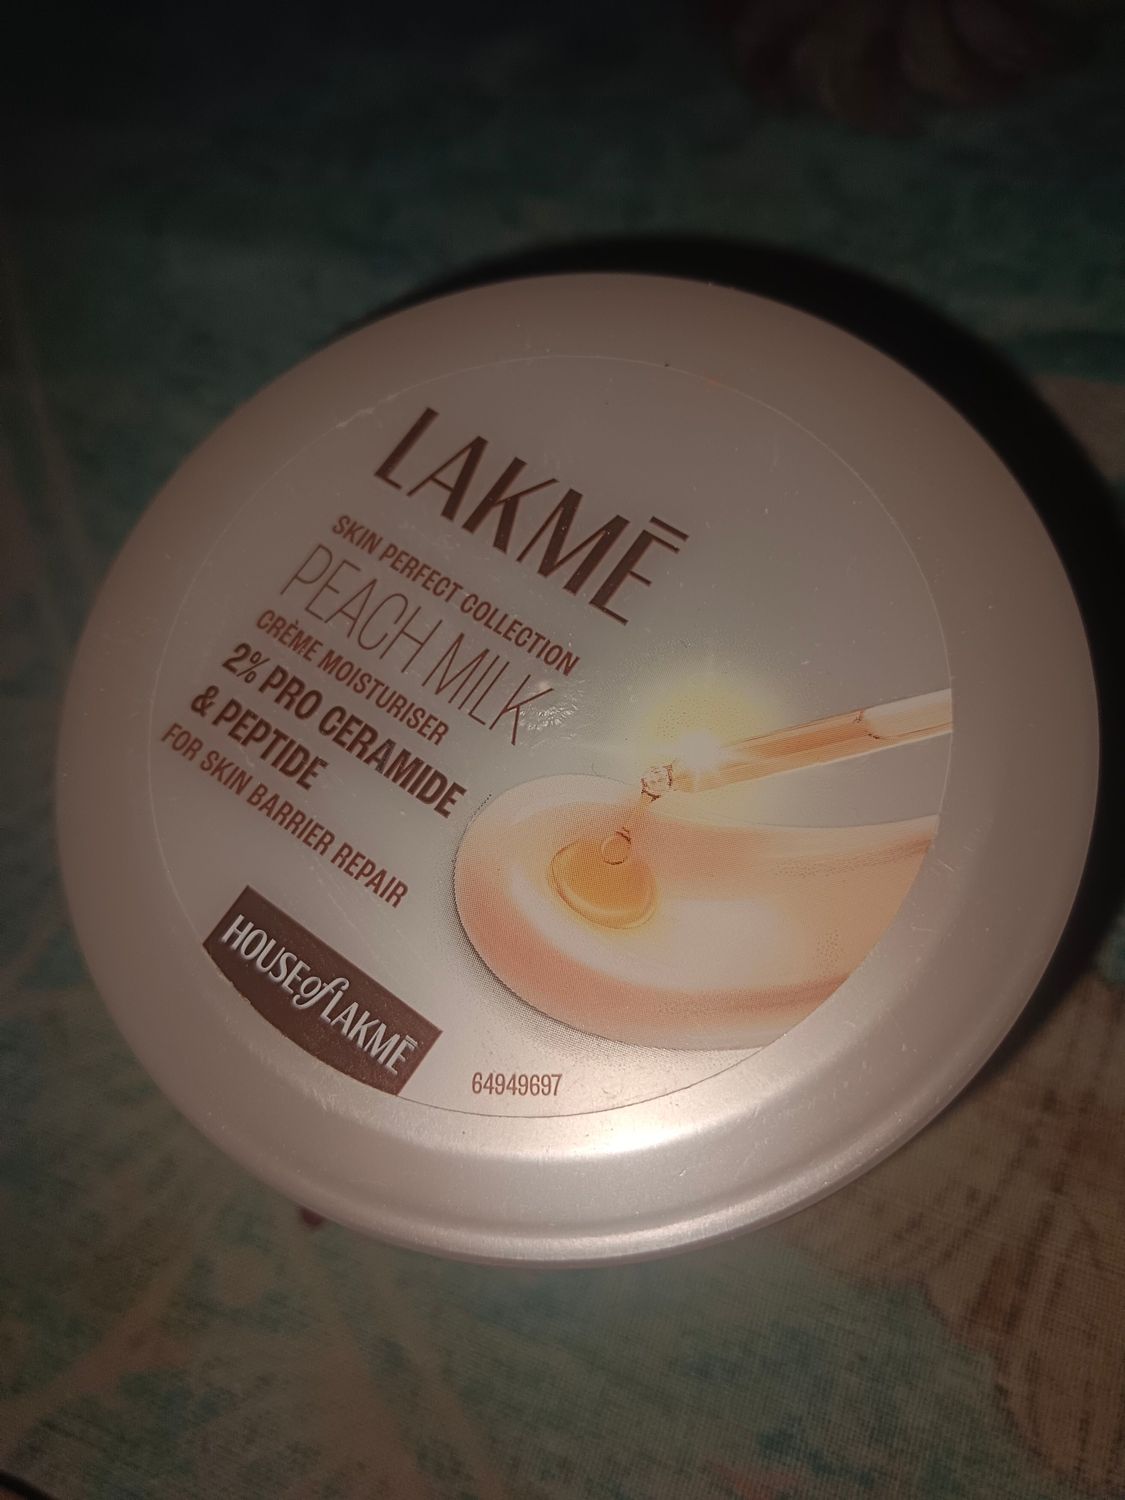 LAKMĒ
SKIN PERFECT COLLECTION
PEACH MILK
CRÈME MOISTURISER
2% PRO CERAMIDE
& PEPTIDE
FOR SKIN BARRIER REPAIR
HOUSE of LAKMĒ
64949697